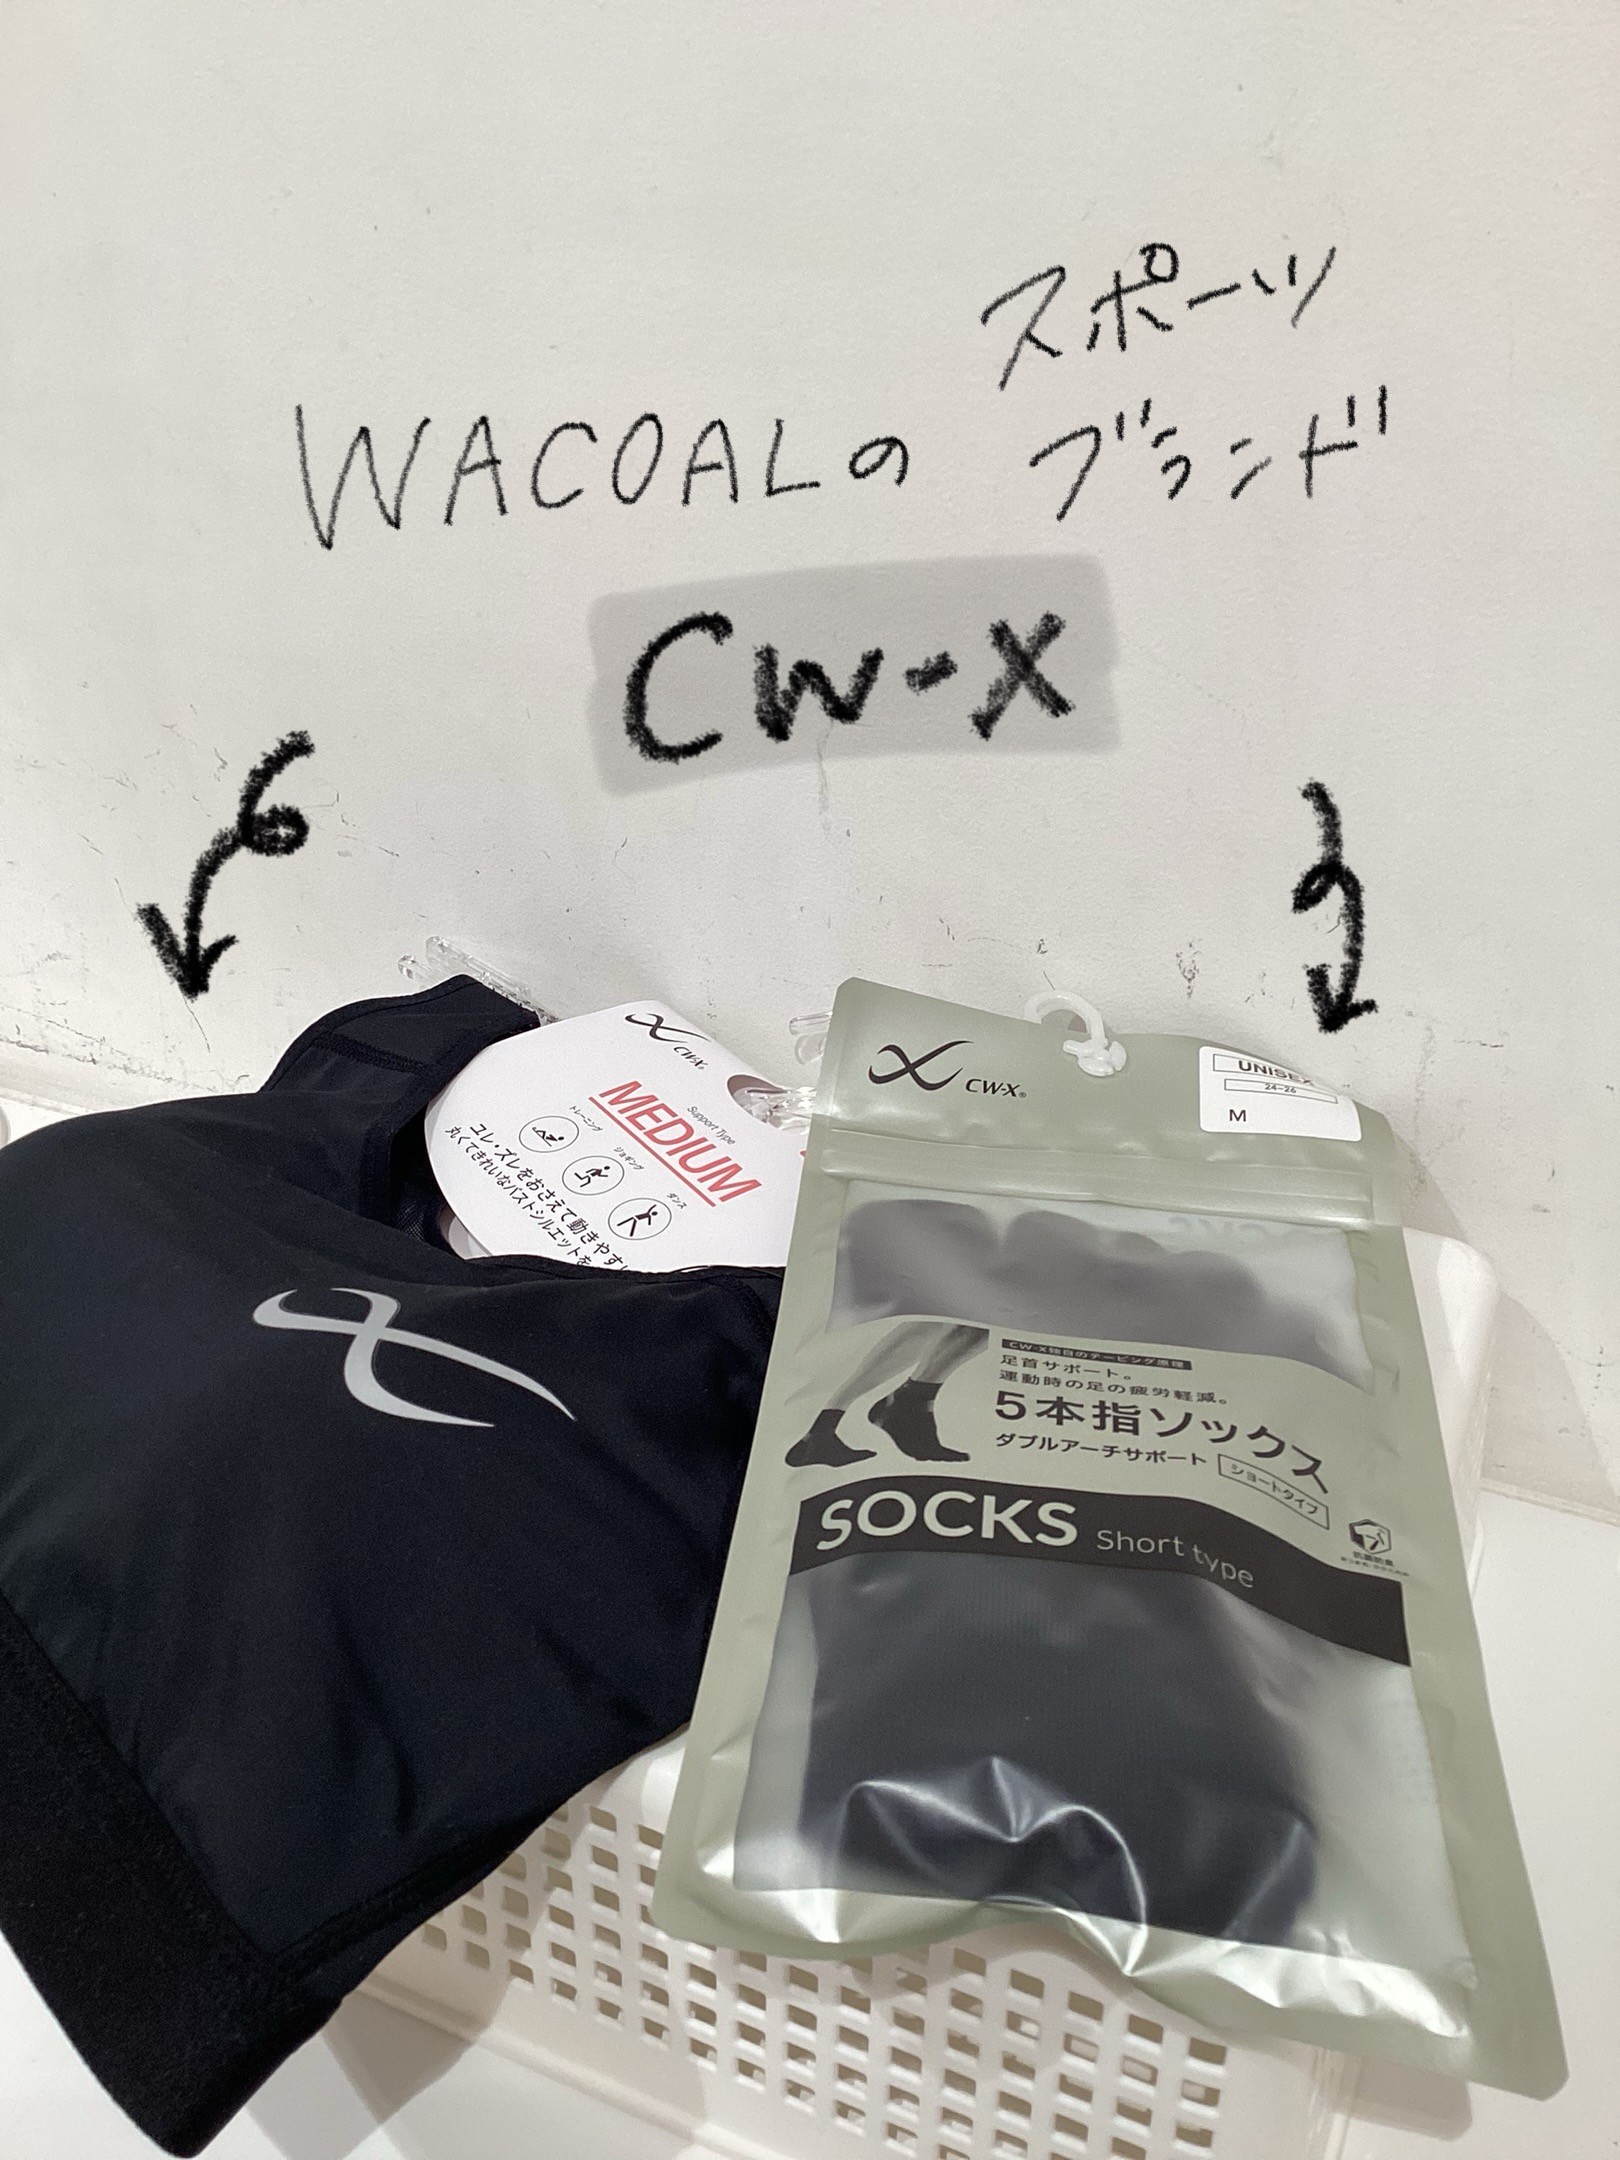 スポーツ
WACOALの ブランド
CW-X
CW-X
Support Type
MEDIUM
トレーニング
ジョギング
ダンス
ユレ・ズレをおさえて動きやすい
丸くてきれいなバストシルエットを
CW-X
UNISEX
24-26
M
CW-X独自のテーピング原理
足首サポート。
運動時の足の疲労軽減。
5本指ソックス
ダブルアーチサポート
ショートタイプ
SOCKS Short type
抗菌防臭